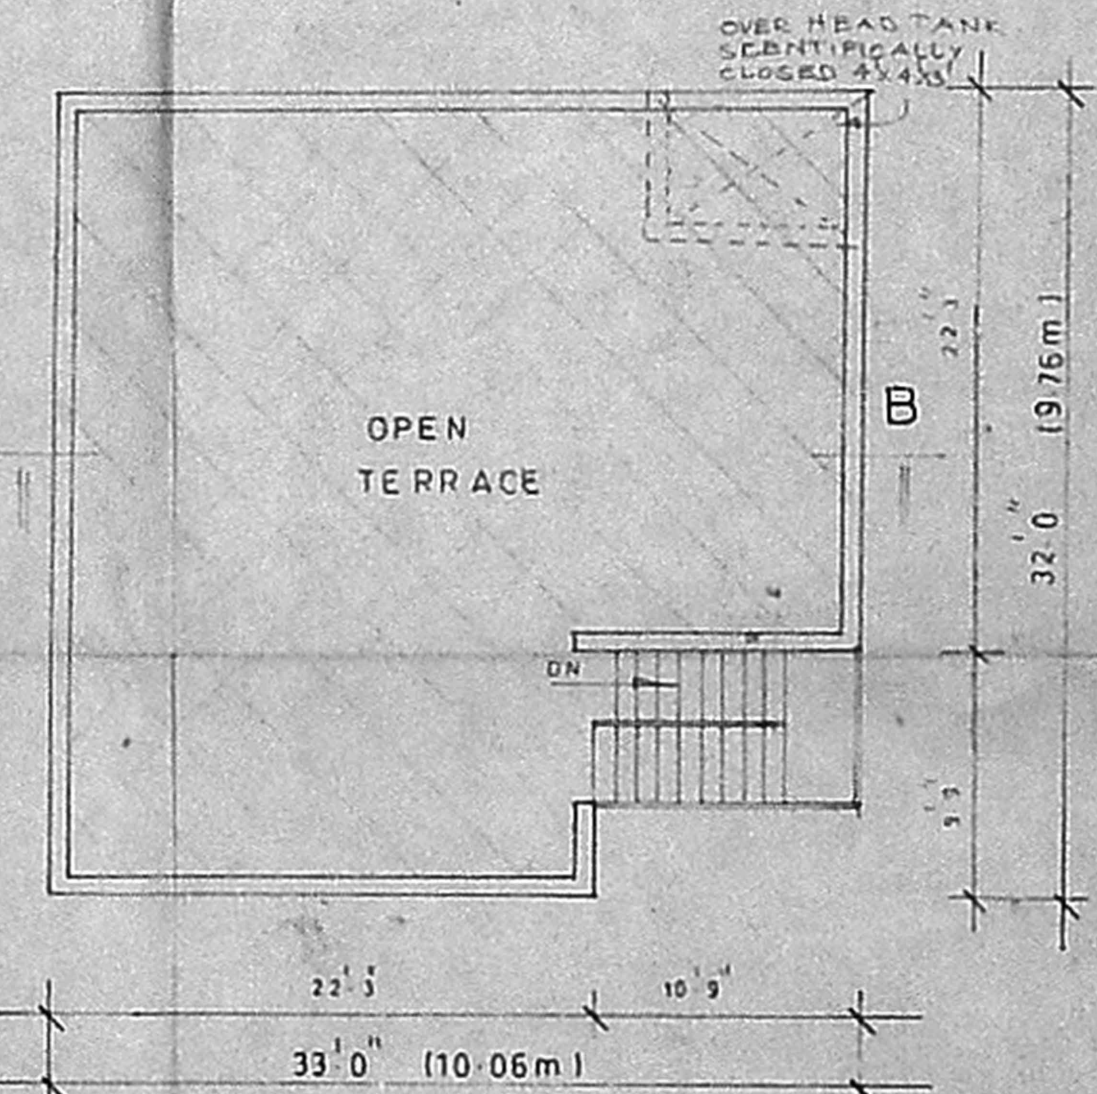 OVER HEAD TANK
SCENTIFICALLY
CLOSED 4'x4'x3'
OPEN
TERRACE
B
DN
22'3"
9'9"
32'0" (9.76m)
22'3" 10'9"
33'0" (10.06m)